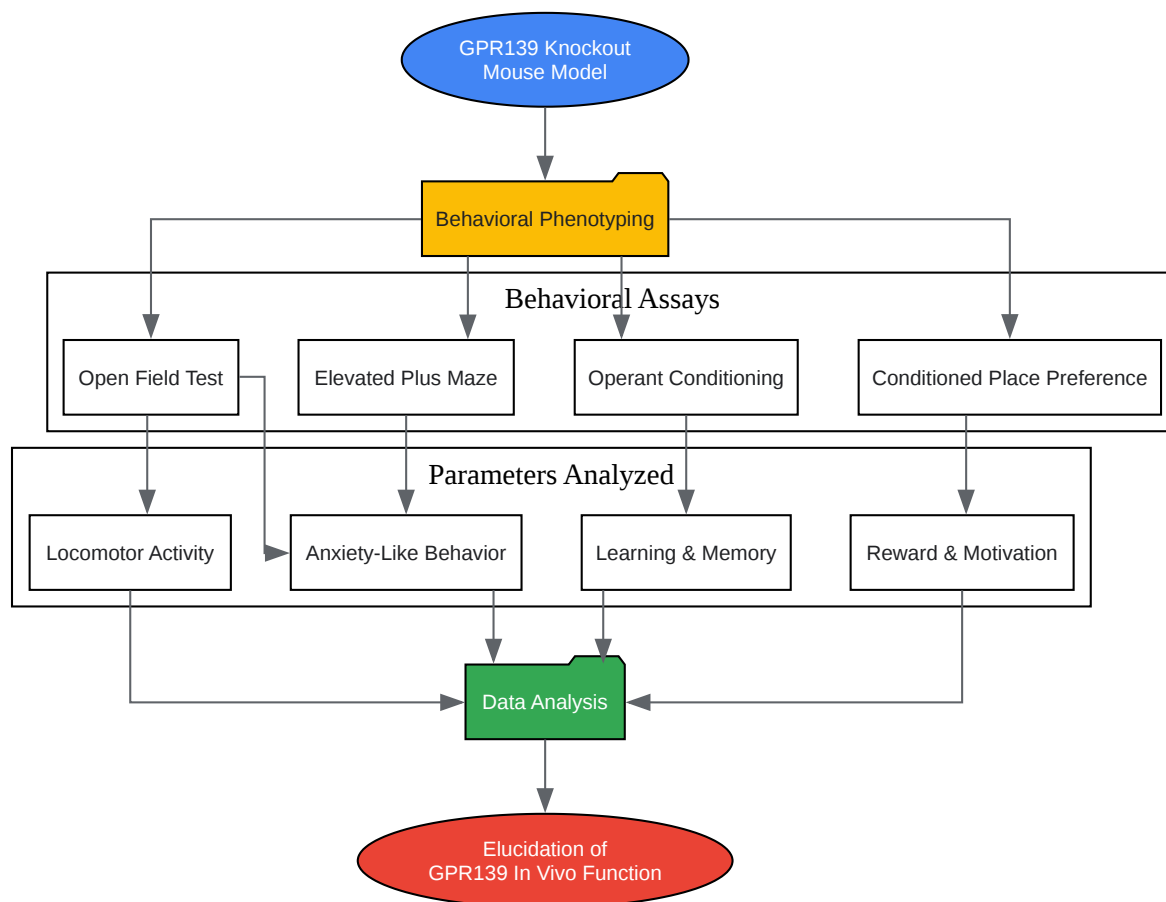 GPR139 Knockout
Mouse Model
Behavioral Phenotyping
Behavioral Assays
Open Field Test
Elevated Plus Maze
Operant Conditioning
Conditioned Place Preference
Parameters Analyzed
Locomotor Activity
Anxiety-Like Behavior
Learning & Memory
Reward & Motivation
Data Analysis
Elucidation of
GPR139 In Vivo Function